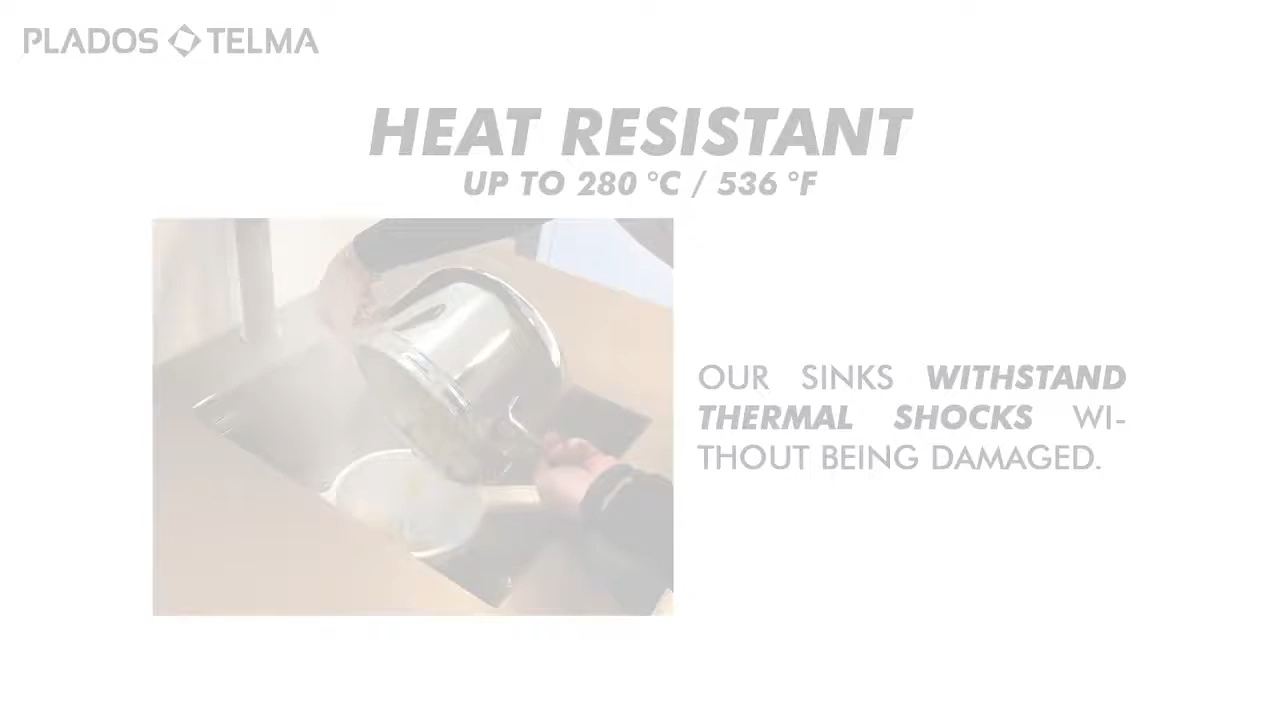 PLADOS TELMA
HEAT RESISTANT
UP TO 280 °C / 536 °F
OUR SINKS WITHSTAND
THERMAL SHOCKS WI-
THOUT BEING DAMAGED.